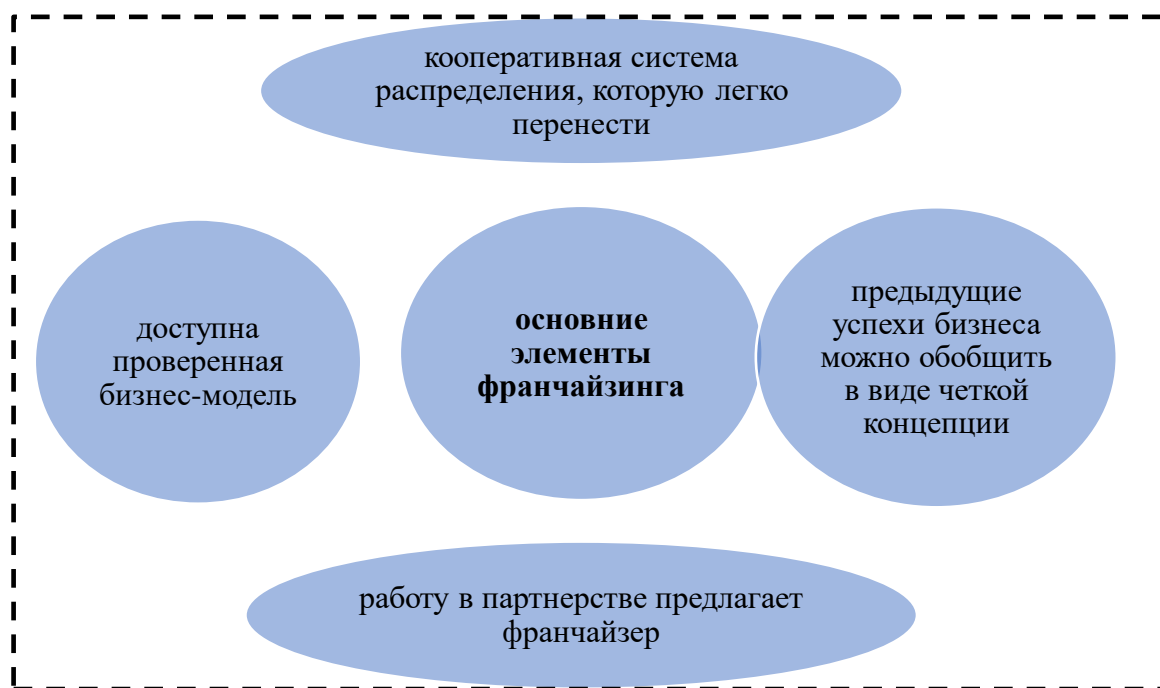 кооперативная система
распределения, которую легко
перенести
доступна
проверенная
бизнес-модель
основние
элементы
франчайзинга
предыдущие
успехи бизнеса
можно обобщить
в виде четкой
концепции
работу в партнерстве предлагает
франчайзер